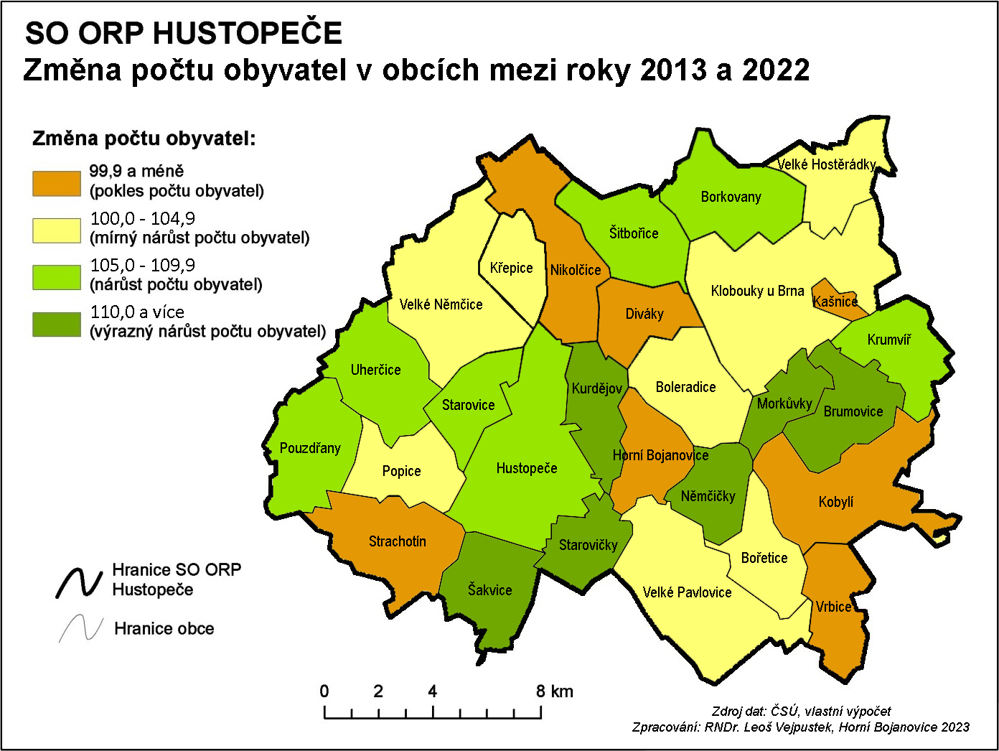 SO ORP HUSTOPEČE
Změna počtu obyvatel v obcích mezi roky 2013 a 2022
Změna počtu obyvatel:
99,9 a méně
(pokles počtu obyvatel)
100,0 - 104,9
(mírný nárůst počtu obyvatel)
105,0 - 109,9
(nárůst počtu obyvatel)
110,0 a více
(výrazný nárůst počtu obyvatel)
Velké Hostěrádky
Borkovany
Šitbořice
Křepice
Nikolčice
Klobouky u Brna
Kašnice
Velké Němčice
Diváky
Krumvíř
Uherčice
Kurdějov
Boleradice
Starovice
Morkůvky
Brumovice
Pouzdřany
Horní Bojanovice
Popice
Hustopeče
Němčičky
Kobylí
Strachotín
Starovičky
Bořetice
Šakvice
Velké Pavlovice
Vrbice
Hranice SO ORP
Hustopeče
Hranice obce
0 2 4 8 km
Zdroj dat: ČSÚ, vlastní výpočet
Zpracování: RNDr. Leoš Vejpustek, Horní Bojanovice 2023